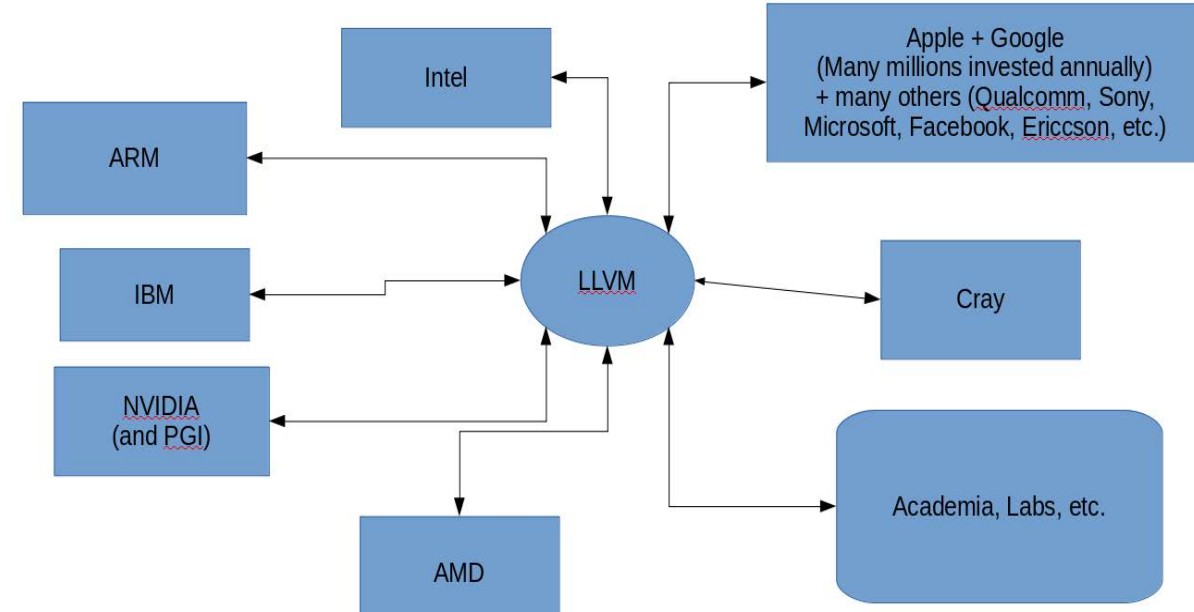 Intel
Apple + Google
(Many millions invested annually)
+ many others (Qualcomm, Sony,
Microsoft, Facebook, Ericcson, etc.)
ARM
IBM
LLVM
Cray
NVIDIA
(and PGI)
Academia, Labs, etc.
AMD